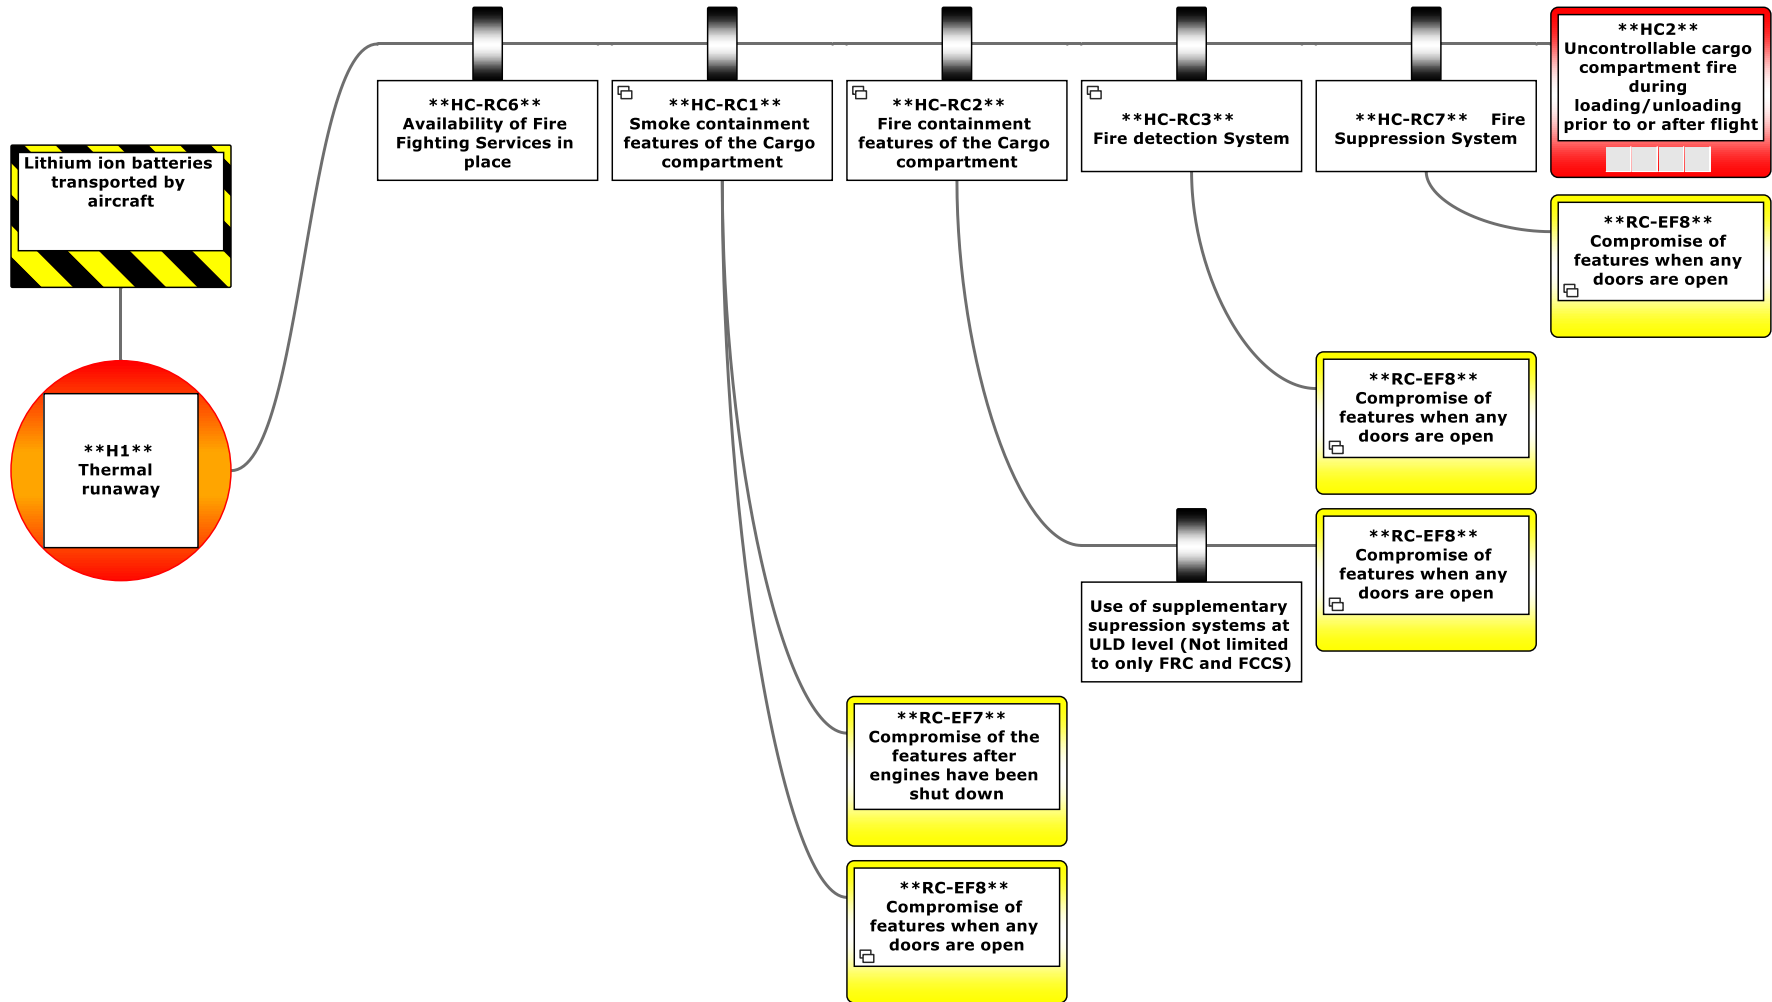 Lithium ion batteries
transported by
aircraft
**H1**
Thermal
runaway
**HC-RC6**
Availability of Fire
Fighting Services in
place
**HC-RC1**
Smoke containment
features of the Cargo
compartment
**HC-RC2**
Fire containment
features of the Cargo
compartment
**HC-RC3**
Fire detection System
**HC-RC7** Fire
Suppression System
**HC2**
Uncontrollable cargo
compartment fire
during
loading/unloading
prior to or after flight
**RC-EF8**
Compromise of
features when any
doors are open
**RC-EF8**
Compromise of
features when any
doors are open
Use of supplementary
supression systems at
ULD level (Not limited
to only FRC and FCCS)
**RC-EF8**
Compromise of
features when any
doors are open
**RC-EF7**
Compromise of the
features after
engines have been
shut down
**RC-EF8**
Compromise of
features when any
doors are open